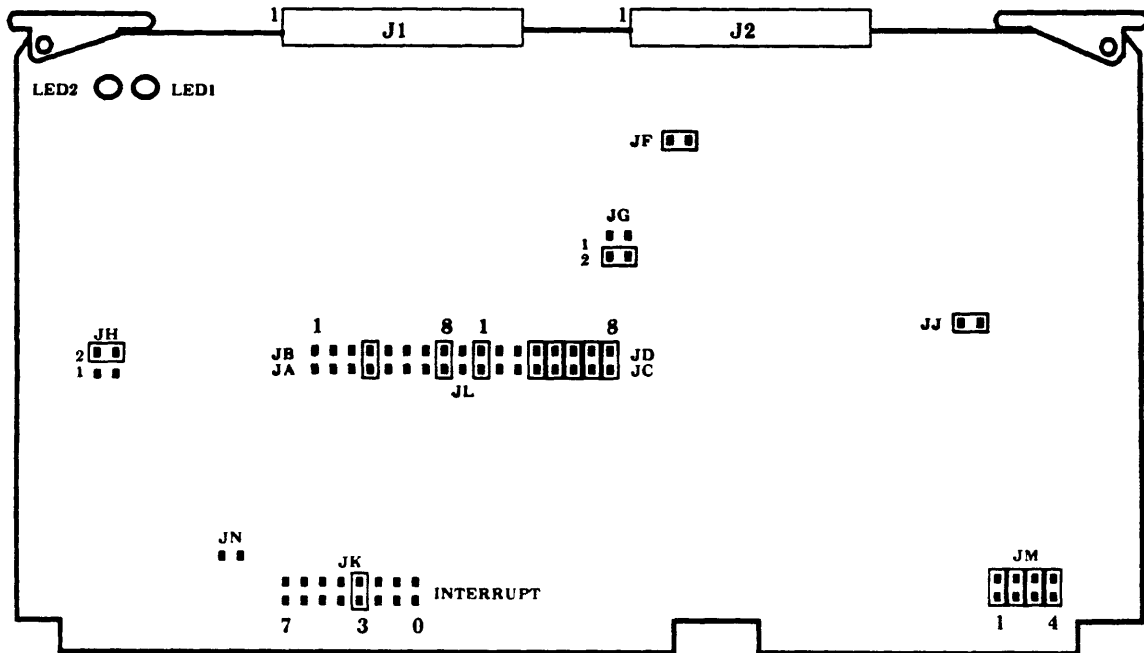 1 J1 1 J2
LED2 LED1
JF
JG
1
2
JJ
JH
2
1
1 8 1 8
JB JD
JA JC
JL
JN
JK
INTERRUPT
7 3 0
JM
1 4